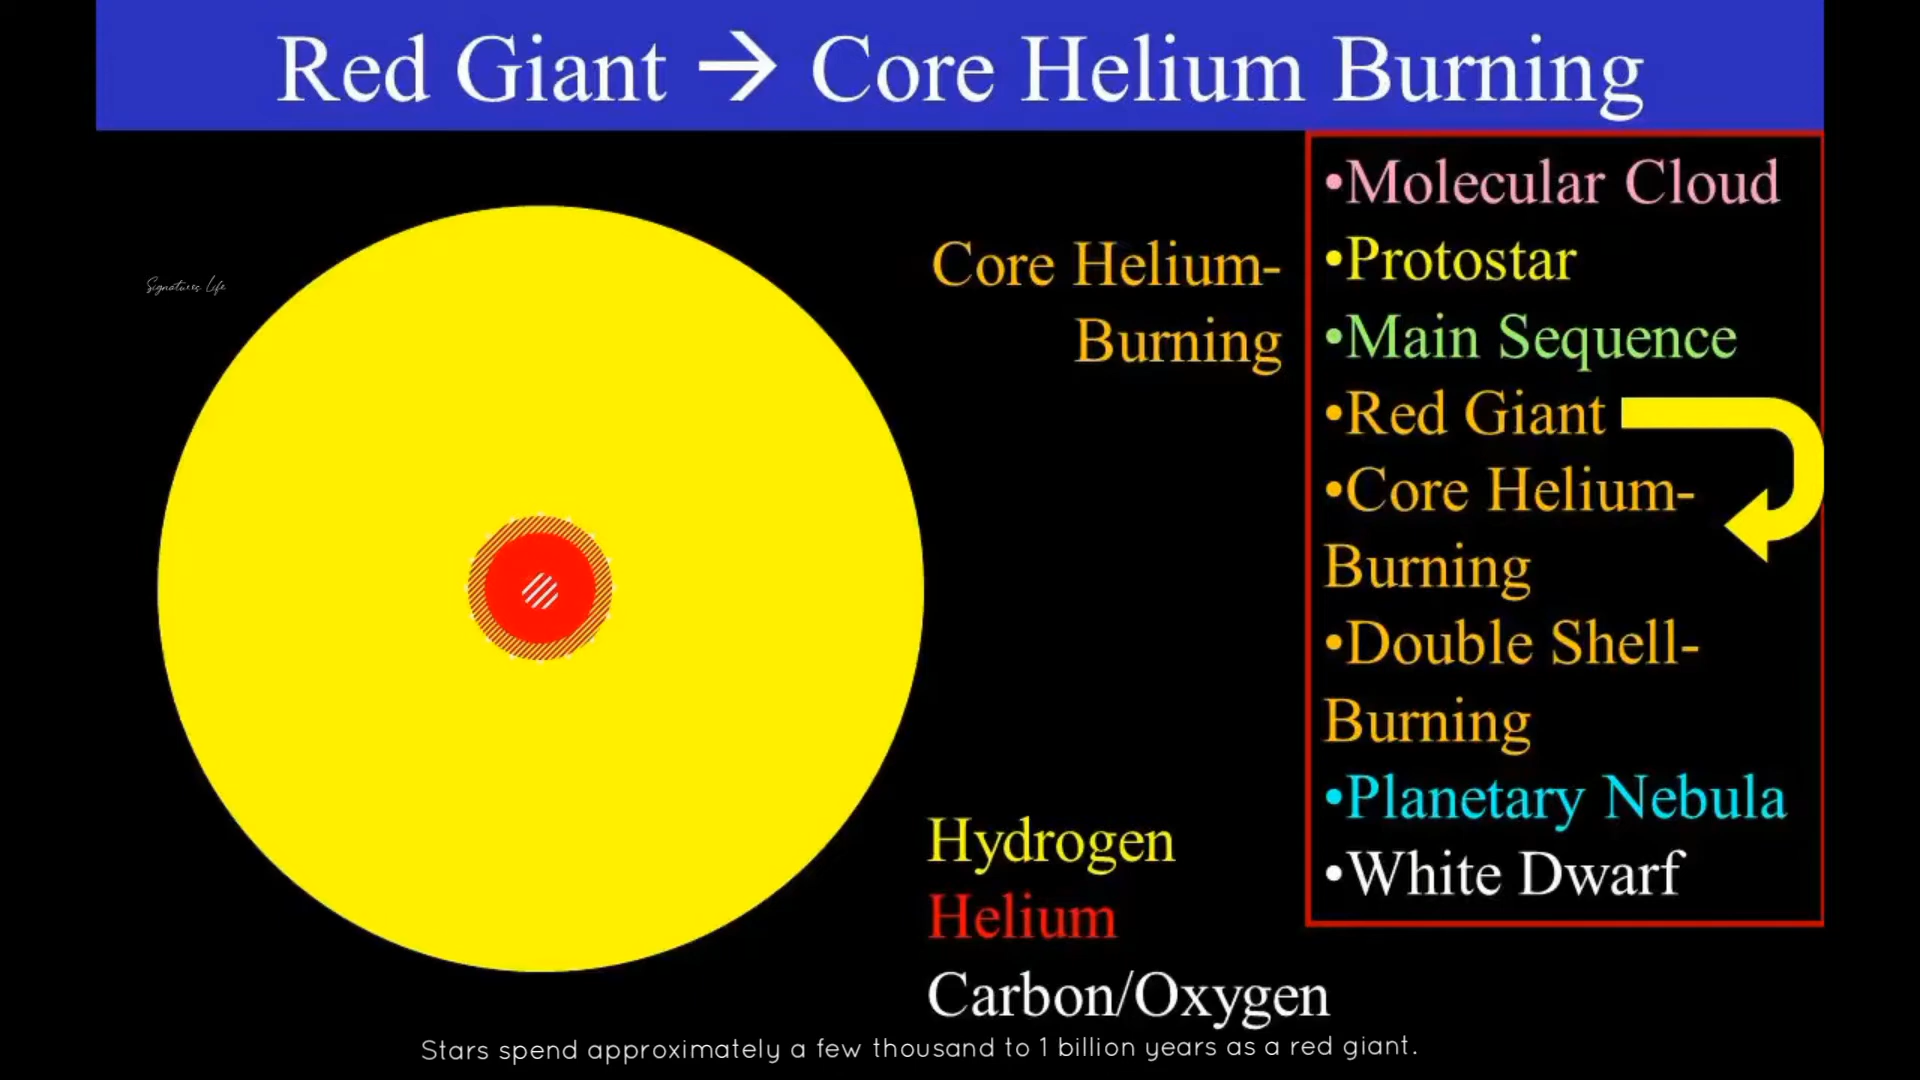 Red Giant → Core Helium Burning
Signatures Life
Core Helium-
Burning
•Molecular Cloud
•Protostar
•Main Sequence
•Red Giant
•Core Helium-
Burning
•Double Shell-
Burning
•Planetary Nebula
•White Dwarf
Hydrogen
Helium
Carbon/Oxygen
Stars spend approximately a few thousand to 1 billion years as a red giant.